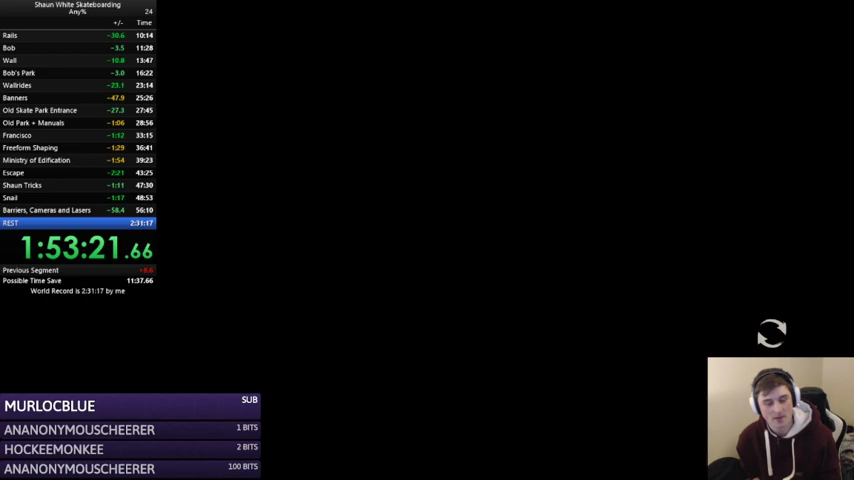 Shaun White Skateboarding
Any% 24
+/- Time
Rails -30.6 10:14
Bob -3.5 11:28
Wall -10.8 13:47
Bob's Park -3.0 16:22
Wallrides -23.1 23:14
Banners -47.9 25:26
Old Skate Park Entrance -27.3 27:45
Old Park + Manuals -1:06 28:56
Francisco -1:12 33:15
Freeform Shaping -1:29 36:41
Ministry of Edification -1:54 39:23
Escape -2:21 43:25
Shaun Tricks -1:11 47:30
Snail -1:17 48:53
Barriers, Cameras and Lasers -58.4 56:10
REST 2:31:17
1:53:21.66
Previous Segment +8.6
Possible Time Save 11:37.66
World Record is 2:31:17 by me
MURLOCBLUE SUB
ANANONYMOUSCHEERER 1 BITS
HOCKEEMONKEE 2 BITS
ANANONYMOUSCHEERER 100 BITS